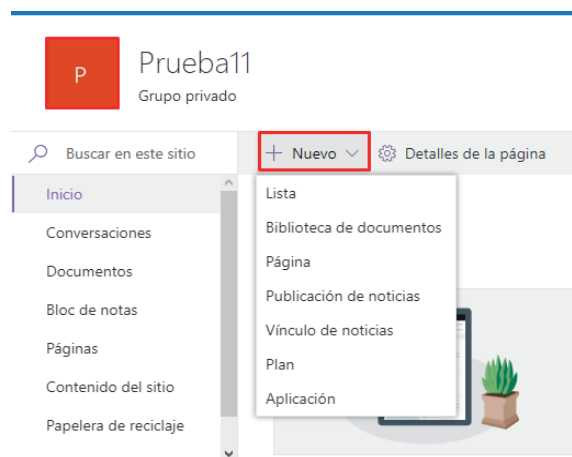 P
Prueba11
Grupo privado
Buscar en este sitio
+ Nuevo
Detalles de la página
Inicio
Conversaciones
Documentos
Bloc de notas
Páginas
Contenido del sitio
Papelera de reciclaje
Lista
Biblioteca de documentos
Página
Publicación de noticias
Vínculo de noticias
Plan
Aplicación